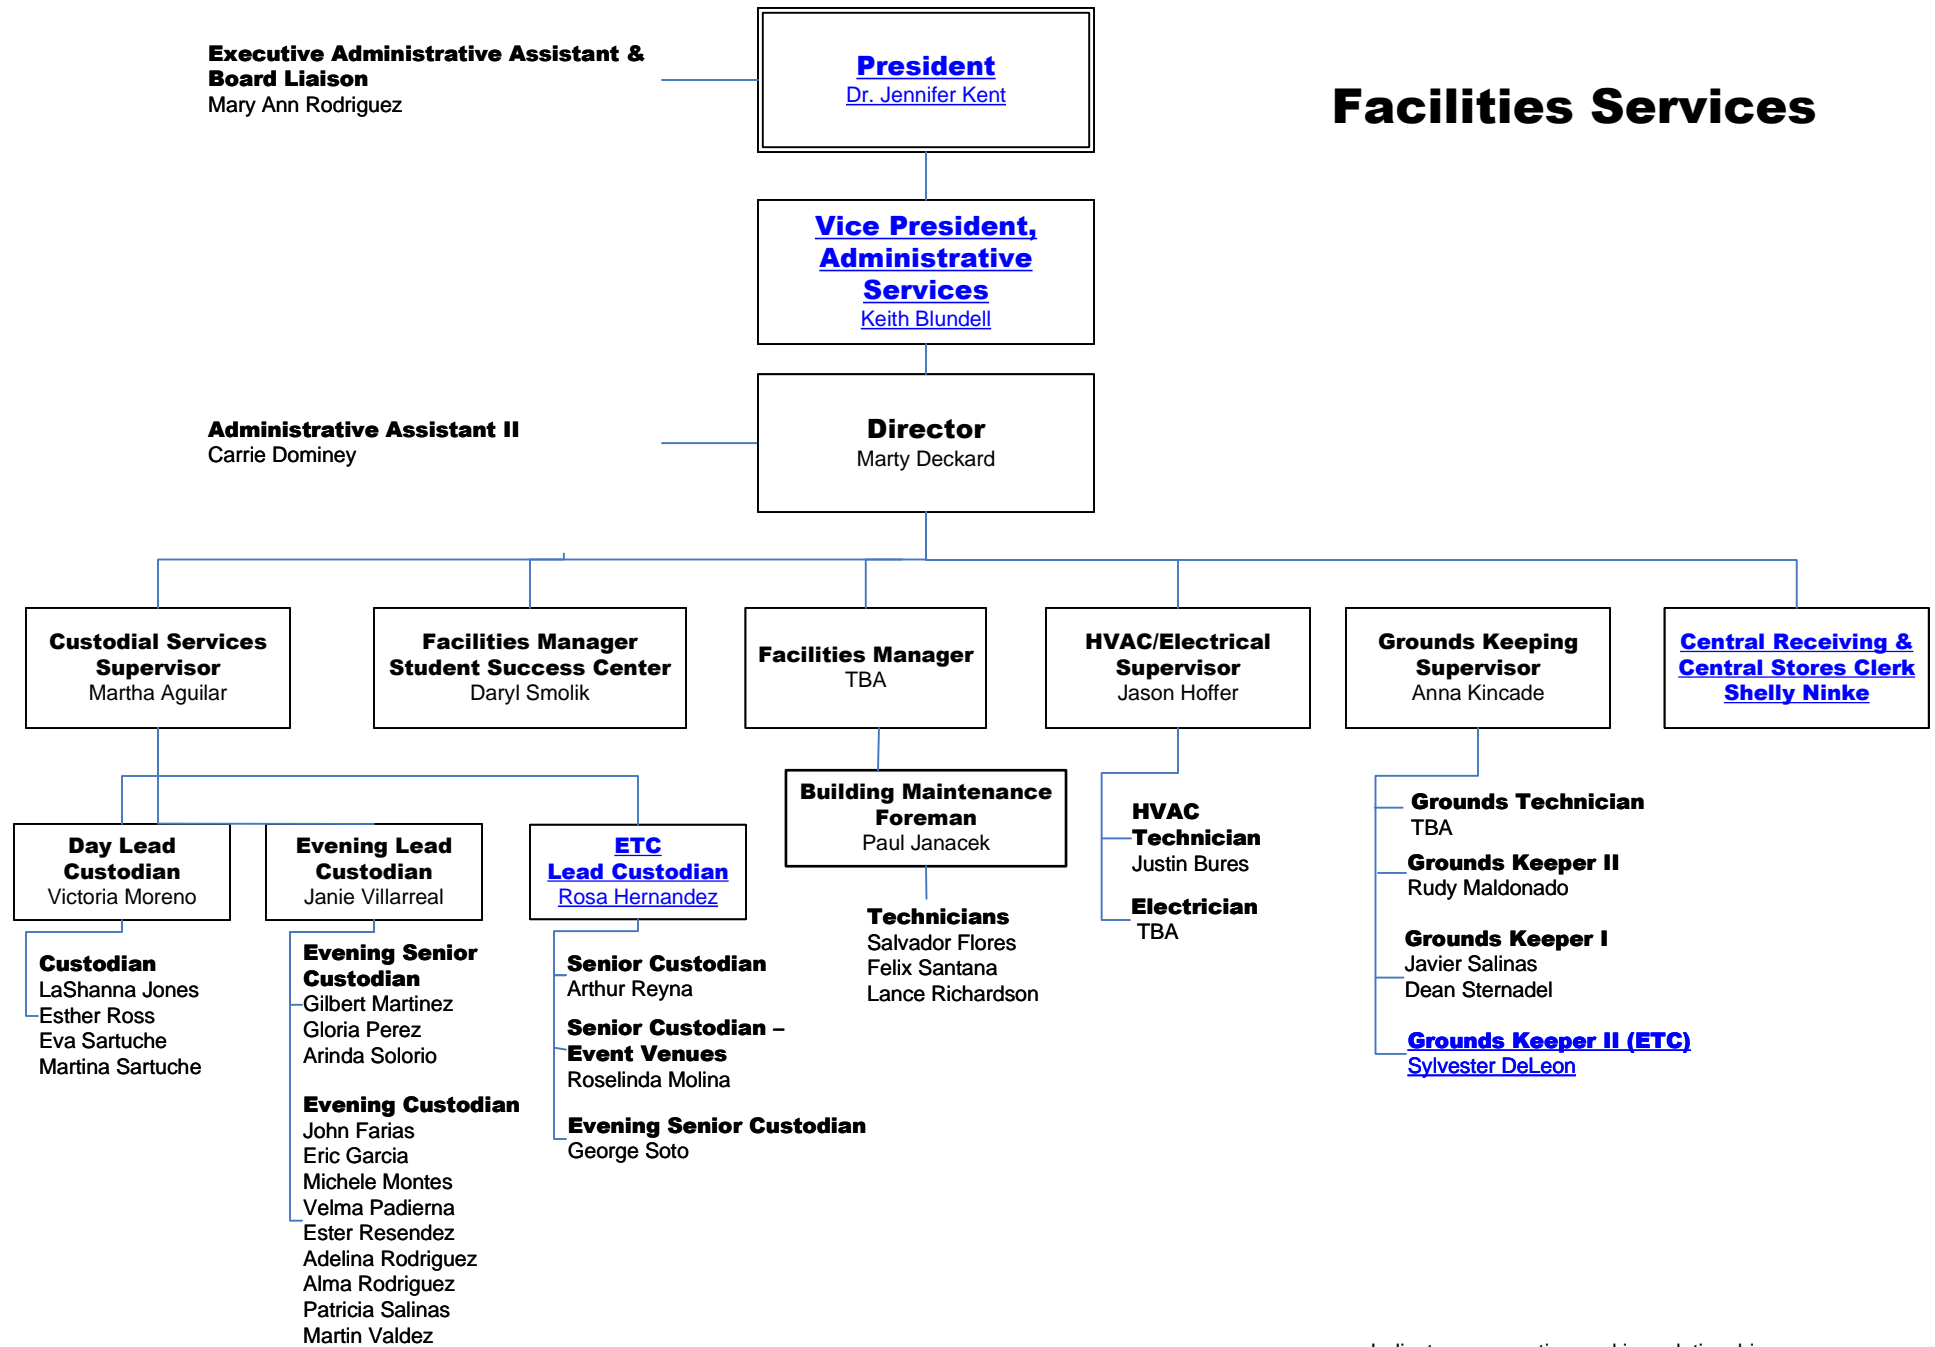 Executive Administrative Assistant &
Board Liaison
Mary Ann Rodriguez
President
Dr. Jennifer Kent
Facilities Services
Vice President,
Administrative
Services
Keith Blundell
Administrative Assistant II
Carrie Dominey
Director
Marty Deckard
Custodial Services
Supervisor
Martha Aguilar
Facilities Manager
Student Success Center
Daryl Smolik
Facilities Manager
TBA
HVAC/Electrical
Supervisor
Jason Hoffer
Grounds Keeping
Supervisor
Anna Kincade
Central Receiving &
Central Stores Clerk
Shelly Ninke
Day Lead
Custodian
Victoria Moreno
Evening Lead
Custodian
Janie Villarreal
ETC
Lead Custodian
Rosa Hernandez
Building Maintenance
Foreman
Paul Janacek
Custodian
LaShanna Jones
Esther Ross
Eva Sartuche
Martina Sartuche
Evening Senior
Custodian
Gilbert Martinez
Gloria Perez
Arinda Solorio
Evening Custodian
John Farias
Eric Garcia
Michele Montes
Velma Padierna
Ester Resendez
Adelina Rodriguez
Alma Rodriguez
Patricia Salinas
Martin Valdez
Senior Custodian
Arthur Reyna
Senior Custodian –
Event Venues
Roselinda Molina
Evening Senior Custodian
George Soto
Technicians
Salvador Flores
Felix Santana
Lance Richardson
HVAC
Technician
Justin Bures
Electrician
TBA
Grounds Technician
TBA
Grounds Keeper II
Rudy Maldonado
Grounds Keeper I
Javier Salinas
Dean Sternadel
Grounds Keeper II (ETC)
Sylvester DeLeon